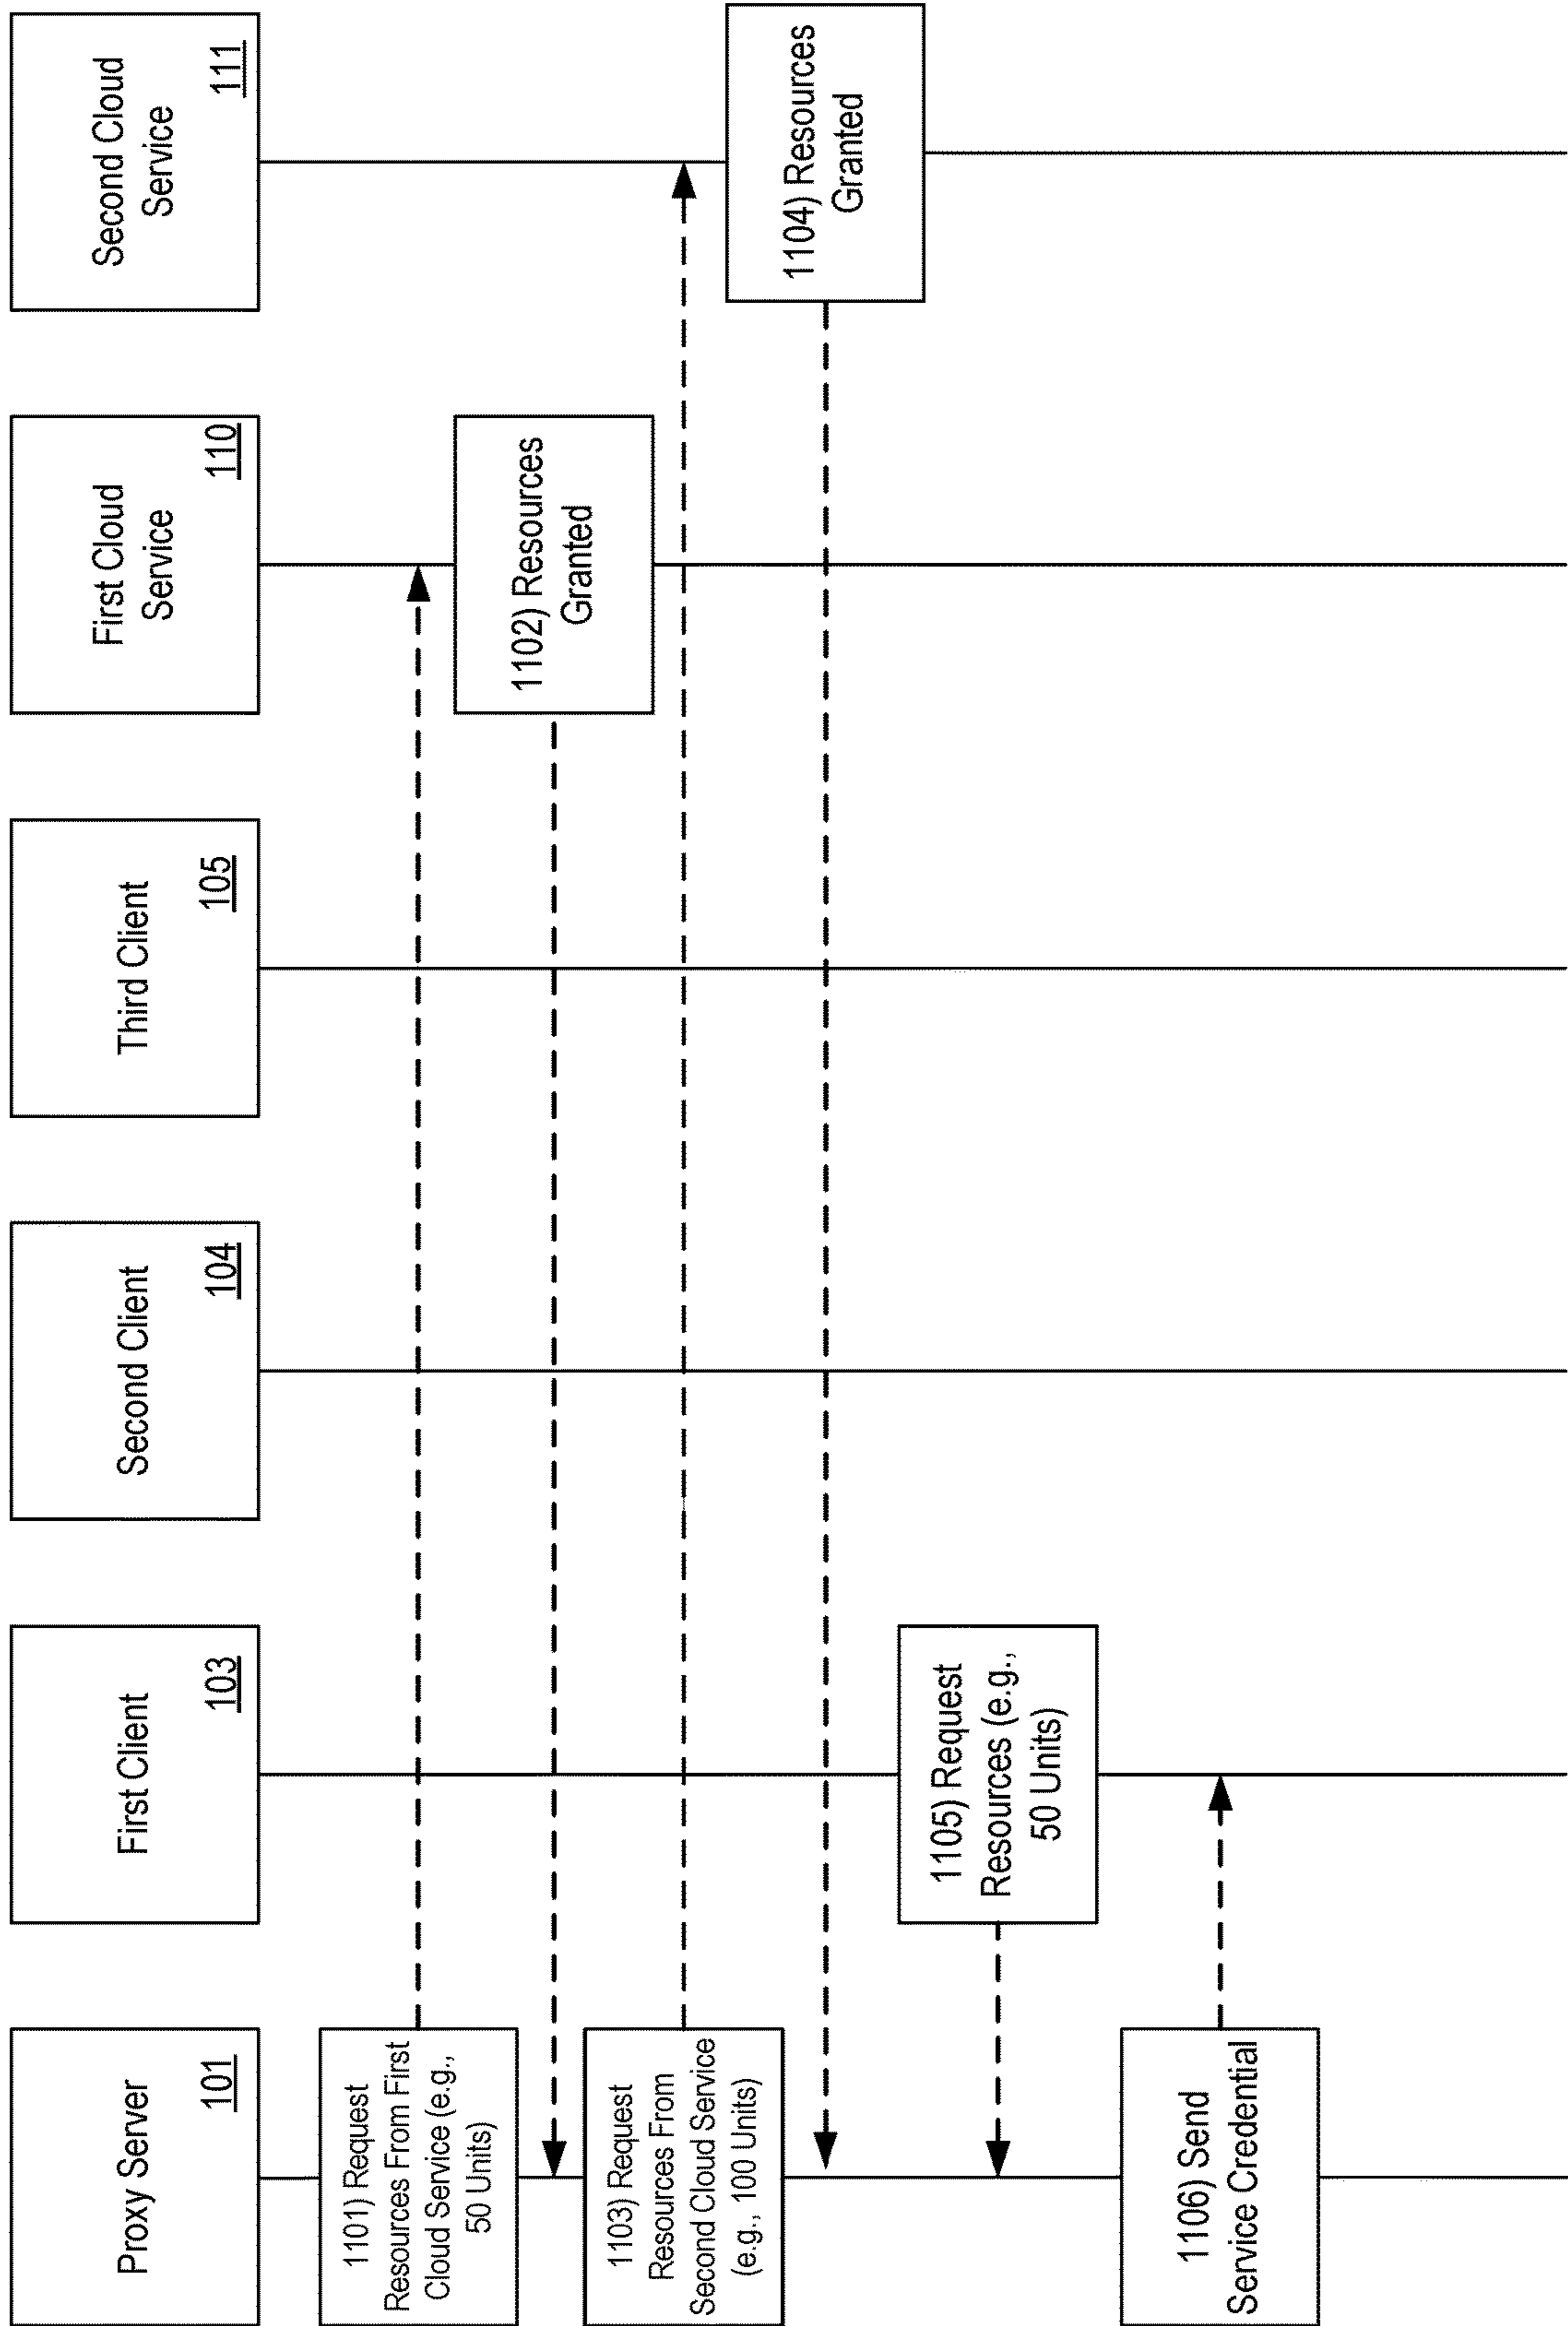 Proxy Server
101
First Client
103
Second Client
104
Third Client
105
First Cloud
Service
110
Second Cloud
Service
111
1101) Request
Resources From First
Cloud Service (e.g.,
50 Units)
1102) Resources
Granted
1103) Request
Resources From
Second Cloud Service
(e.g., 100 Units)
1104) Resources
Granted
1105) Request
Resources (e.g.,
50 Units)
1106) Send
Service Credential